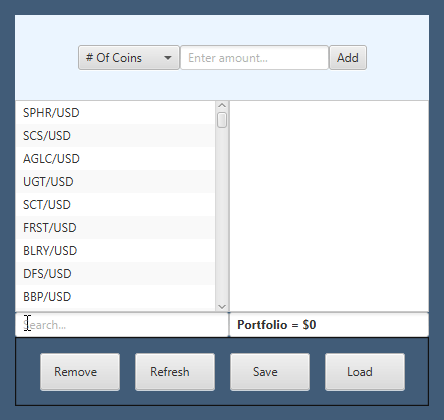 # Of Coins
Enter amount...
Add
SPHR/USD
SCS/USD
AGLC/USD
UGT/USD
SCT/USD
FRST/USD
BLRY/USD
DFS/USD
BBP/USD
Search...
Portfolio = $0
Remove
Refresh
Save
Load